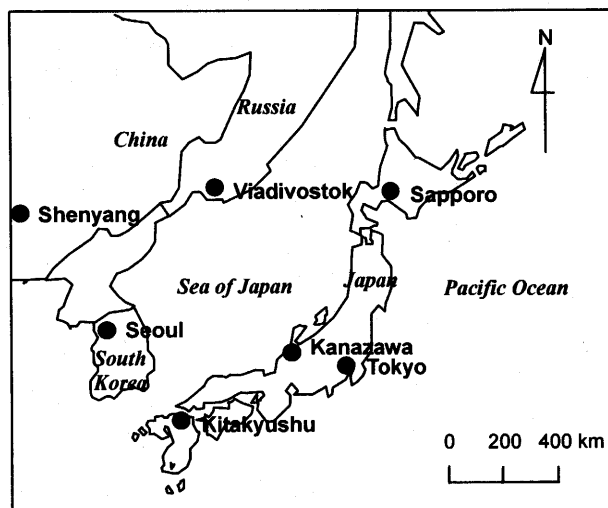 N
Russia
China
Viadivostok
Sapporo
Shenyang
Sea of Japan
Japan
Pacific Ocean
Seoul
South
Korea
Kanazawa
Tokyo
Kitakyushu
0 200 400 km